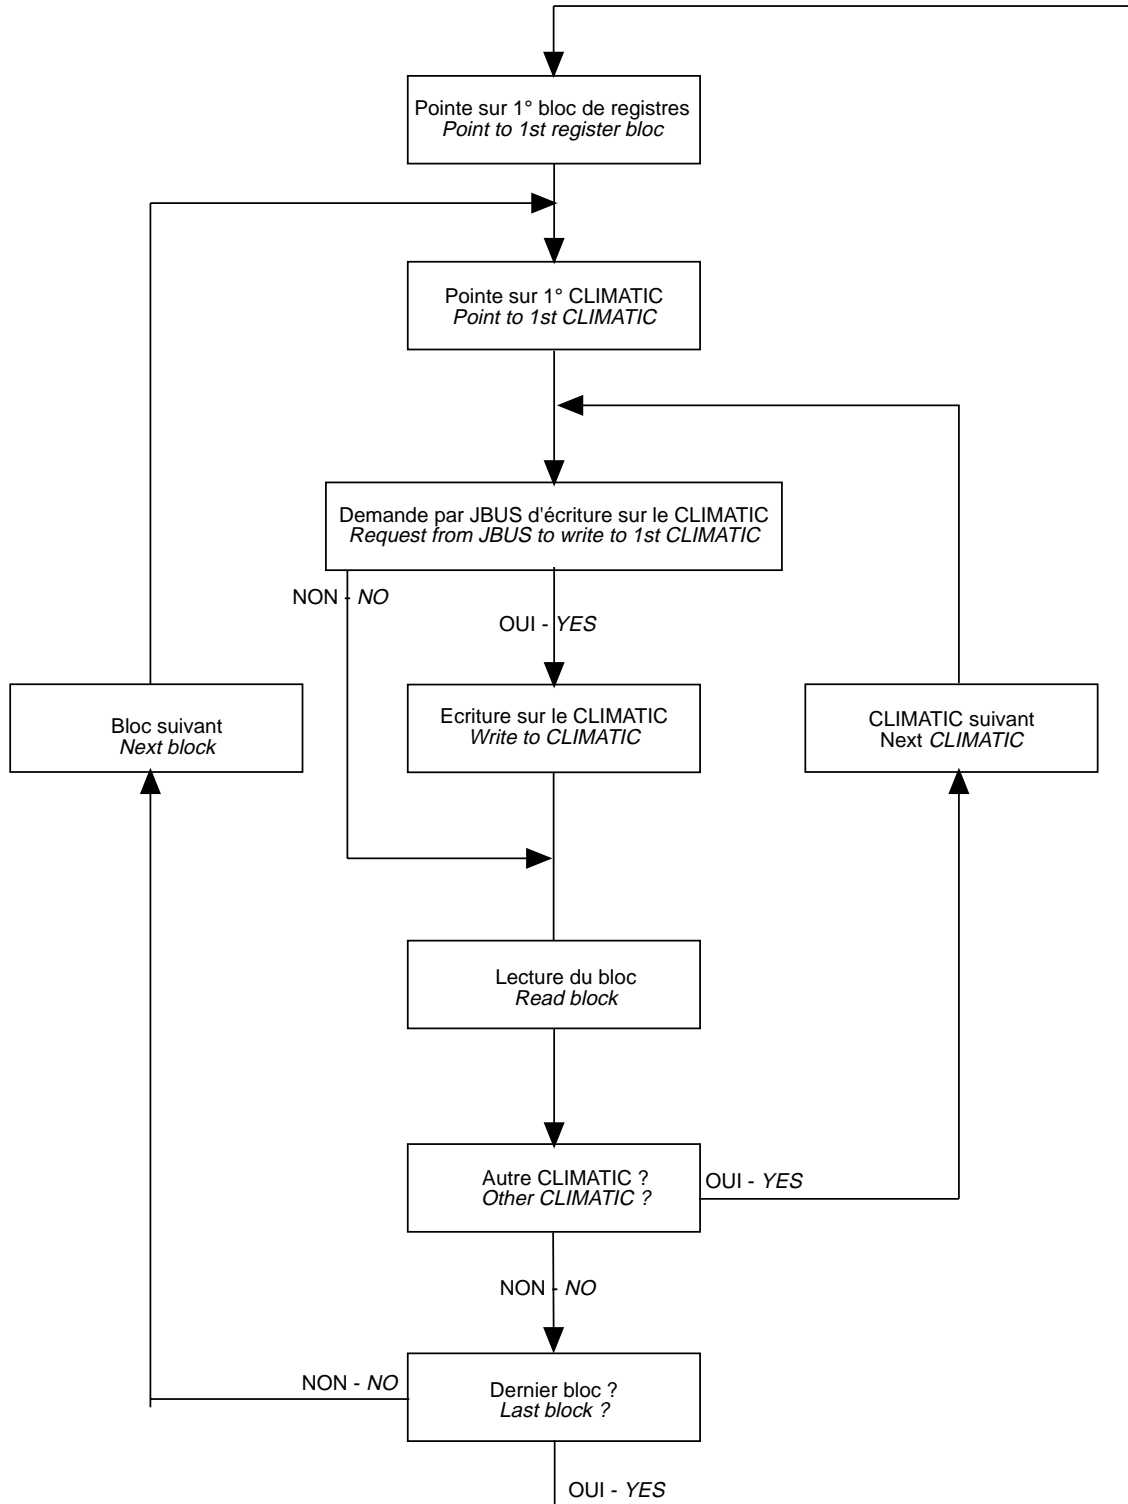 Pointe sur 1° bloc de registres
Point to 1st register bloc
Pointe sur 1° CLIMATIC
Point to 1st CLIMATIC
Demande par JBUS d'écriture sur le CLIMATIC
Request from JBUS to write to 1st CLIMATIC
NON - NO
OUI - YES
Bloc suivant
Next block
Ecriture sur le CLIMATIC
Write to CLIMATIC
CLIMATIC suivant
Next CLIMATIC
Lecture du bloc
Read block
Autre CLIMATIC ?
Other CLIMATIC ?
OUI - YES
NON - NO
NON - NO
Dernier bloc ?
Last block ?
OUI - YES